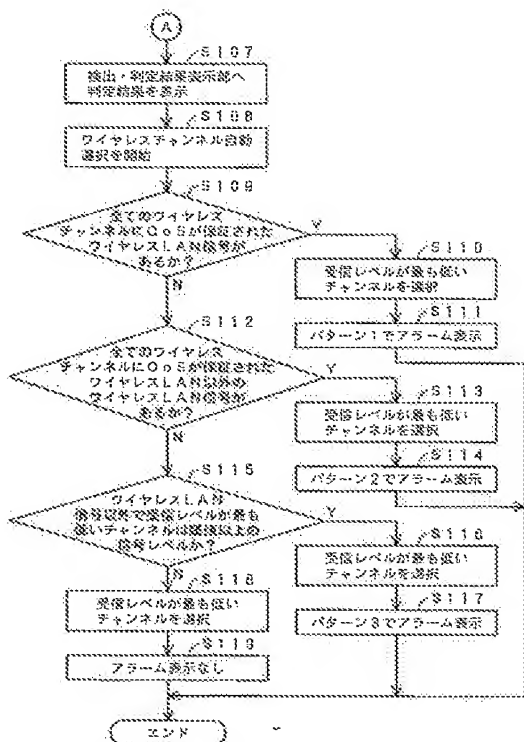 A
S107
検出・判定結果表示部へ
判定結果を表示
S108
ワイヤレスチャンネル自動
選択を開始
S109
全てのワイヤレス
チャンネルにQoSが保証された
ワイヤレスLAN信号が
あるか?
Y
N
S110
受信レベルが最も低い
チャンネルを選択
S111
パターン1でアラーム表示
S112
全てのワイヤレス
チャンネルにQoSが保証された
ワイヤレスLAN以外の
ワイヤレスLAN信号が
あるか?
Y
N
S113
受信レベルが最も低い
チャンネルを選択
S114
パターン2でアラーム表示
S115
ワイヤレスLAN
信号以外で受信レベルが最も
低いチャンネルは以上の
信号レベルか?
Y
N
S116
受信レベルが最も低い
チャンネルを選択
S117
パターン3でアラーム表示
S118
受信レベルが最も低い
チャンネルを選択
S119
アラーム表示なし
エンド